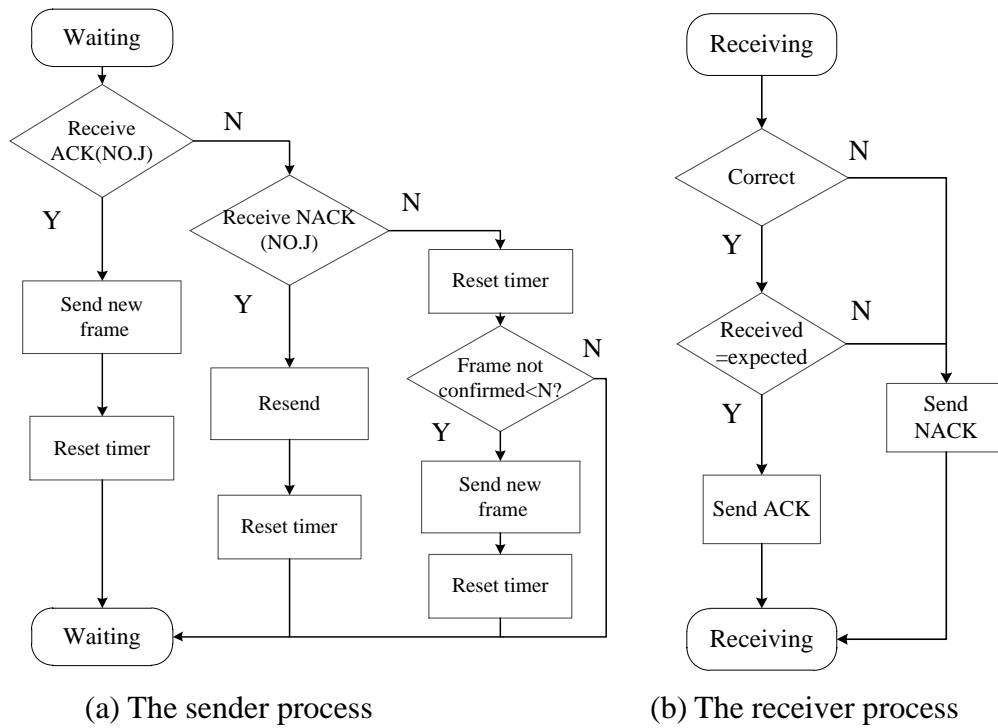 Waiting
Receive
ACK(NO.J)
N
Y
Receive NACK
(NO.J)
N
Y
Send new
frame
Reset timer
Resend
Reset timer
Reset timer
Frame not
confirmed<N?
N
Y
Send new
frame
Reset timer
Waiting
(a) The sender process
Receiving
Correct
N
Y
Received
=expected
N
Y
Send
NACK
Send ACK
Receiving
(b) The receiver process